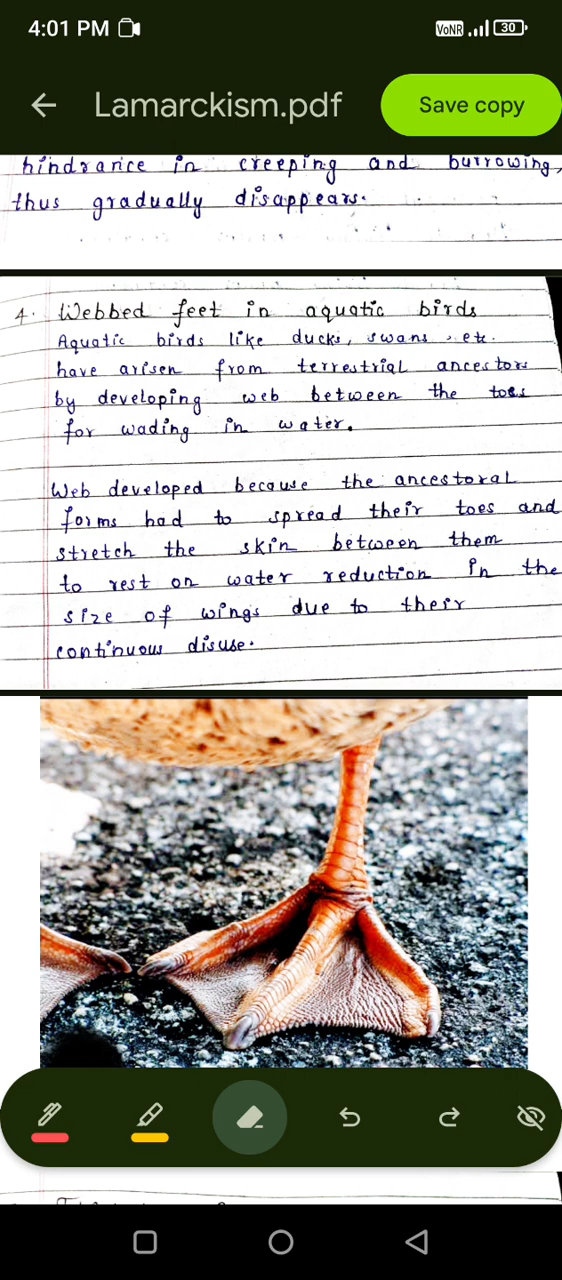 4:01 PM
VoNR
30
Lamarckism.pdf
Save copy
hindrance in creeping and burrowing,
thus gradually disappears.
4. Webbed feet in aquatic birds
Aquatic birds like ducks, swans, etc.
have arisen from terrestrial ancestors
by developing web between the toes
for wading in water.
Web developed because the ancestoral
forms had to spread their toes and
stretch the skin between them
to rest on water reduction in the
size of wings due to their
continuous disuse.